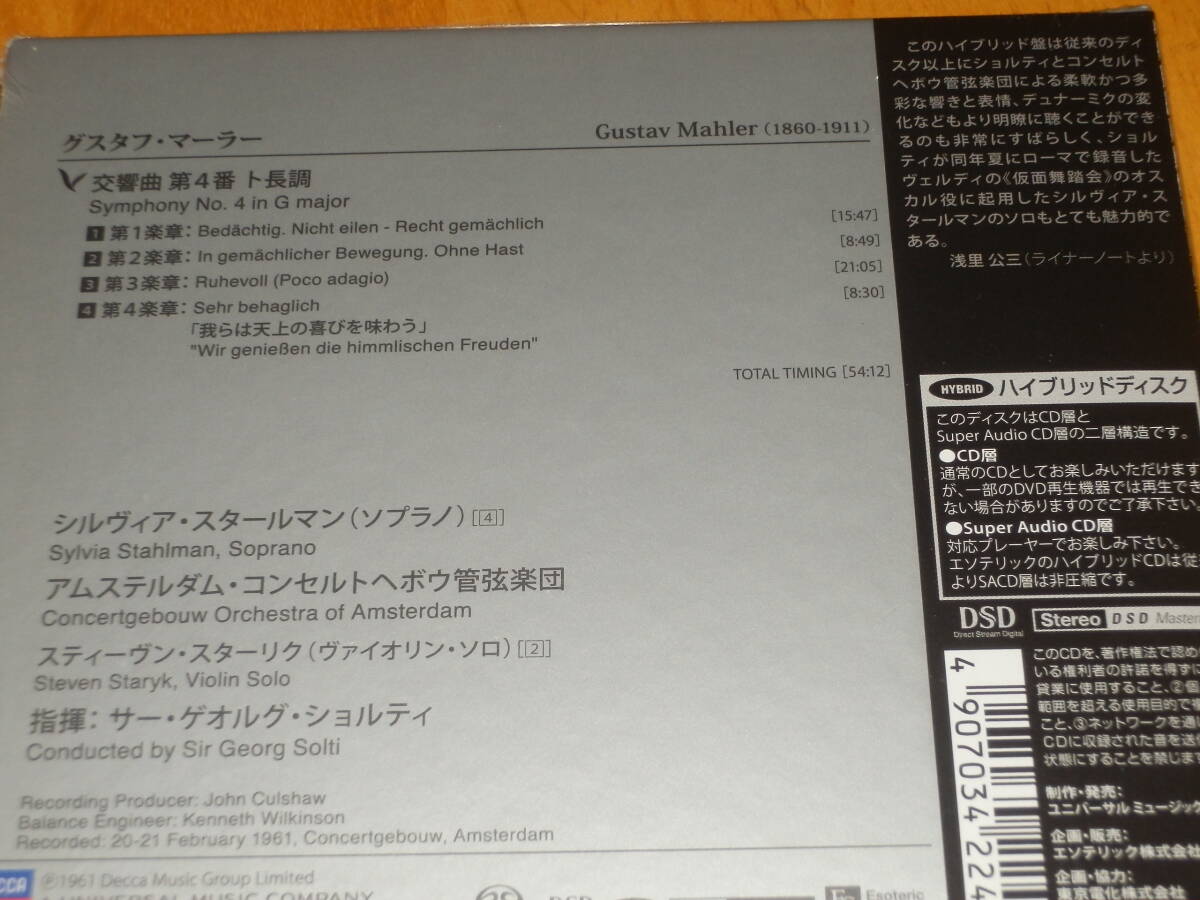 グスタフ・マーラー
Gustav Mahler (1860-1911)
交響曲 第4番 ト長調
Symphony No. 4 in G major
1 第1楽章: Bedächtig. Nicht eilen - Recht gemächlich [15:47]
2 第2楽章: In gemächlicher Bewegung. Ohne Hast [8:49]
3 第3楽章: Ruhevoll (Poco adagio) [21:05]
4 第4楽章: Sehr behaglich [8:30]
「我らは天上の喜びを味わう」
"Wir genießen die himmlischen Freuden"
TOTAL TIMING [54:12]
シルヴィア・スタールマン(ソプラノ) [4]
Sylvia Stahlman, Soprano
アムステルダム・コンセルトヘボウ管弦楽団
Concertgebouw Orchestra of Amsterdam
スティーヴン・スターリク(ヴァイオリン・ソロ) [2]
Steven Staryk, Violin Solo
指揮: サー・ゲオルグ・ショルティ
Conducted by Sir Georg Solti
Recording Producer: John Culshaw
Balance Engineer: Kenneth Wilkinson
Recorded: 20-21 February 1961, Concertgebouw, Amsterdam
℗1961 Decca Music Group Limited
A UNIVERSAL MUSIC COMPANY
DSD
Esoteric
このハイブリッド盤は従来のディ
スク以上にショルティとコンセルト
ヘボウ管弦楽団による柔軟かつ多
彩な響きと表情、デュナーミクの変
化などもより明瞭に聴くことができ
るのも非常にすばらしく、ショル
ティが同年夏にローマで録音した
ヴェルディの《仮面舞踏会》のオス
カル役に起用したシルヴィア・ス
タールマンのソロもとても魅力的で
ある。
浅里 公三(ライナーノートより)
HYBRID ハイブリッドディスク
このディスクはCD層と
Super Audio CD層の二層構造です。
●CD層
通常のCDとしてお楽しみいただけます
が、一部のDVD再生機器では再生でき
ない場合がありますのでご了承下さい。
●Super Audio CD層
対応プレーヤーでお楽しみ下さい。
エソテリックのハイブリッドCDは従
よりSACD層は非圧縮です。
DSD
Direct Stream Digital
Stereo DSD Master
このCDを、著作権法で認め
いる権利者の許諾を得ず
貸業に使用すること、②個
範囲を超える使用目的で
こと、③ネットワークを通
CDに収録された音を送
状態にすることを禁じま
制作・発売:
ユニバーサル ミュージッ
企画・販売:
エソテリック株式会社
企画・協力:
東京電化株式会社
4 907034 224